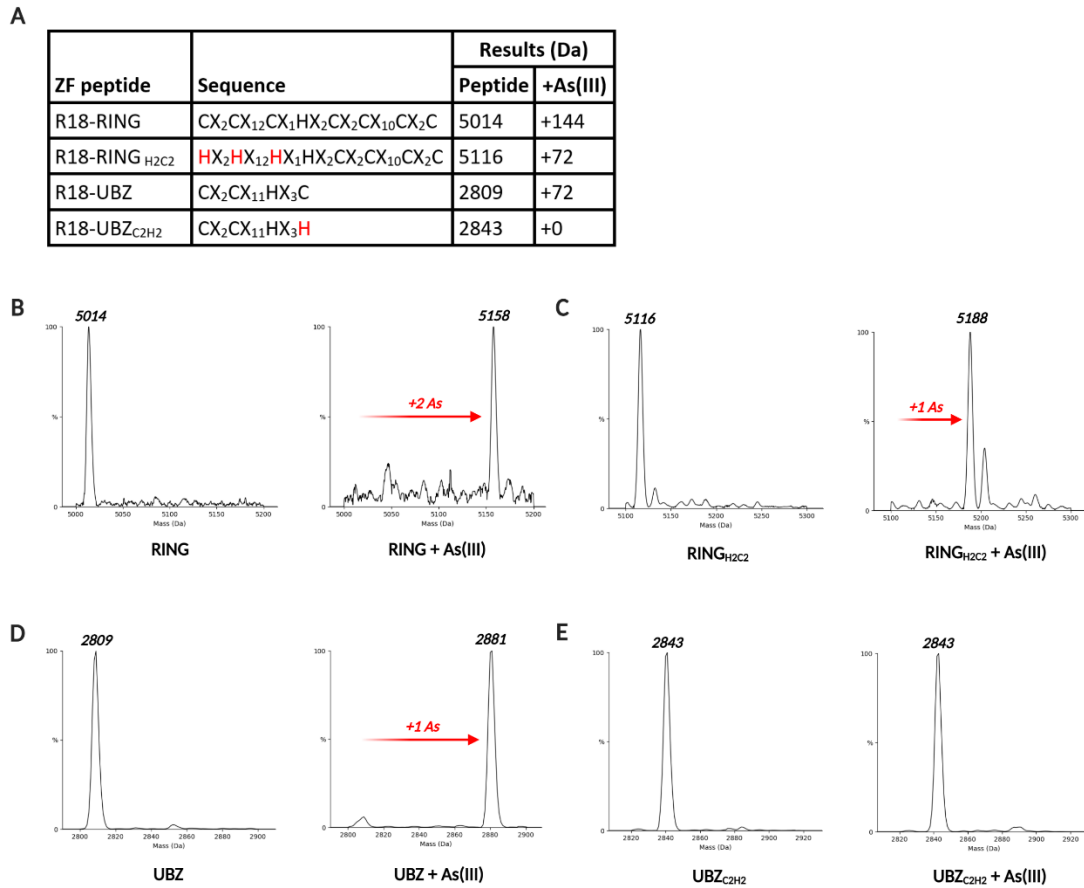 A
ZF peptide Sequence Results (Da)
Peptide +As(III)
R18-RING CX₂CX₁₂CX₁HX₂CX₂CX₁₀CX₂C 5014 +144
R18-RING H2C2 HX₂HX₁₂HX₁HX₂CX₂CX₁₀CX₂C 5116 +72
R18-UBZ CX₂CX₁₁HX₃C 2809 +72
R18-UBZC2H2 CX₂CX₁₁HX₃H 2843 +0
B
5014
100
%
0
5000 5050 5100 5150 5200
Mass (Da)
RING
5158
100
+2 As
%
0
5000 5050 5100 5150 5200
Mass (Da)
RING + As(III)
C
5116
100
%
0
5100 5150 5200 5250 5300
Mass (Da)
RINGH2C2
5188
100
+1 As
%
0
5100 5150 5200 5250 5300
Mass (Da)
RINGH2C2 + As(III)
D
2809
100
%
0
2800 2820 2840 2860 2880 2900
Mass (Da)
UBZ
2881
100
+1 As
%
0
2800 2820 2840 2860 2880 2900
Mass (Da)
UBZ + As(III)
E
2843
100
%
0
2820 2840 2860 2880 2900 2920
Mass (Da)
UBZC2H2
2843
100
%
0
2820 2840 2860 2880 2900 2920
Mass (Da)
UBZC2H2 + As(III)